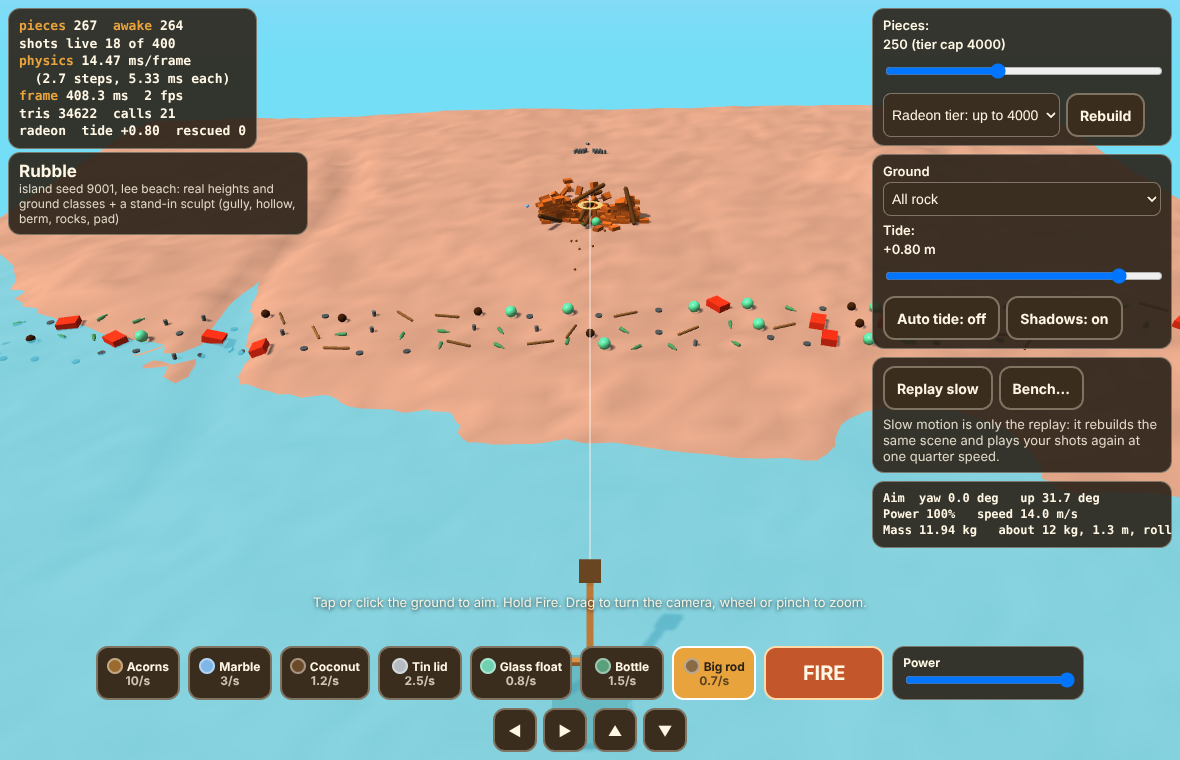 pieces 267  awake 264
shots live 18 of 400
physics 14.47 ms/frame
(2.7 steps, 5.33 ms each)
frame 408.3 ms  2 fps
tris 34622  calls 21
radeon  tide +0.80  rescued 0
Rubble
island seed 9001, lee beach: real heights and
ground classes + a stand-in sculpt (gully, hollow,
berm, rocks, pad)
Pieces:
250 (tier cap 4000)
Radeon tier: up to 4000
Rebuild
Ground
All rock
Tide:
+0.80 m
Auto tide: off
Shadows: on
Replay slow
Bench...
Slow motion is only the replay: it rebuilds the
same scene and plays your shots again at
one quarter speed.
Aim  yaw 0.0 deg   up 31.7 deg
Power 100%   speed 14.0 m/s
Mass 11.94 kg   about 12 kg, 1.3 m, roll
Tap or click the ground to aim. Hold Fire. Drag to turn the camera, wheel or pinch to zoom.
Acorns
10/s
Marble
3/s
Coconut
1.2/s
Tin lid
2.5/s
Glass float
0.8/s
Bottle
1.5/s
Big rod
0.7/s
FIRE
Power